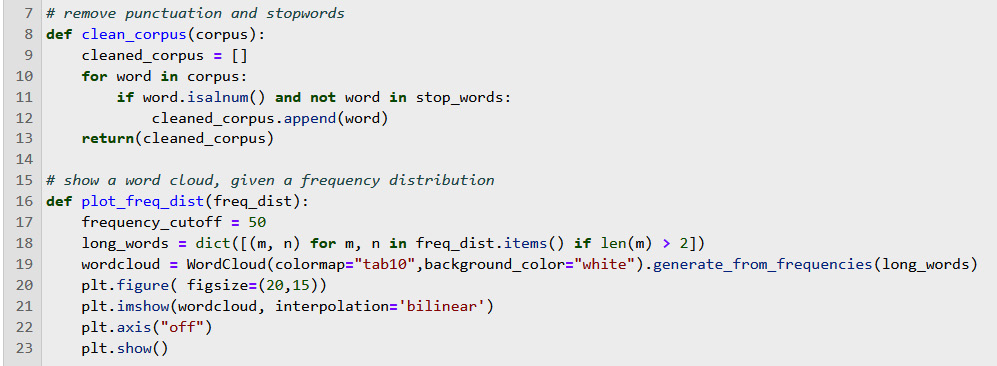 7 # remove punctuation and stopwords
8 def clean_corpus(corpus):
9     cleaned_corpus = []
10     for word in corpus:
11         if word.isalnum() and not word in stop_words:
12             cleaned_corpus.append(word)
13     return(cleaned_corpus)
14
15 # show a word cloud, given a frequency distribution
16 def plot_freq_dist(freq_dist):
17     frequency_cutoff = 50
18     long_words = dict([(m, n) for m, n in freq_dist.items() if len(m) > 2])
19     wordcloud = WordCloud(colormap="tab10",background_color="white").generate_from_frequencies(long_words)
20     plt.figure( figsize=(20,15))
21     plt.imshow(wordcloud, interpolation='bilinear')
22     plt.axis("off")
23     plt.show()